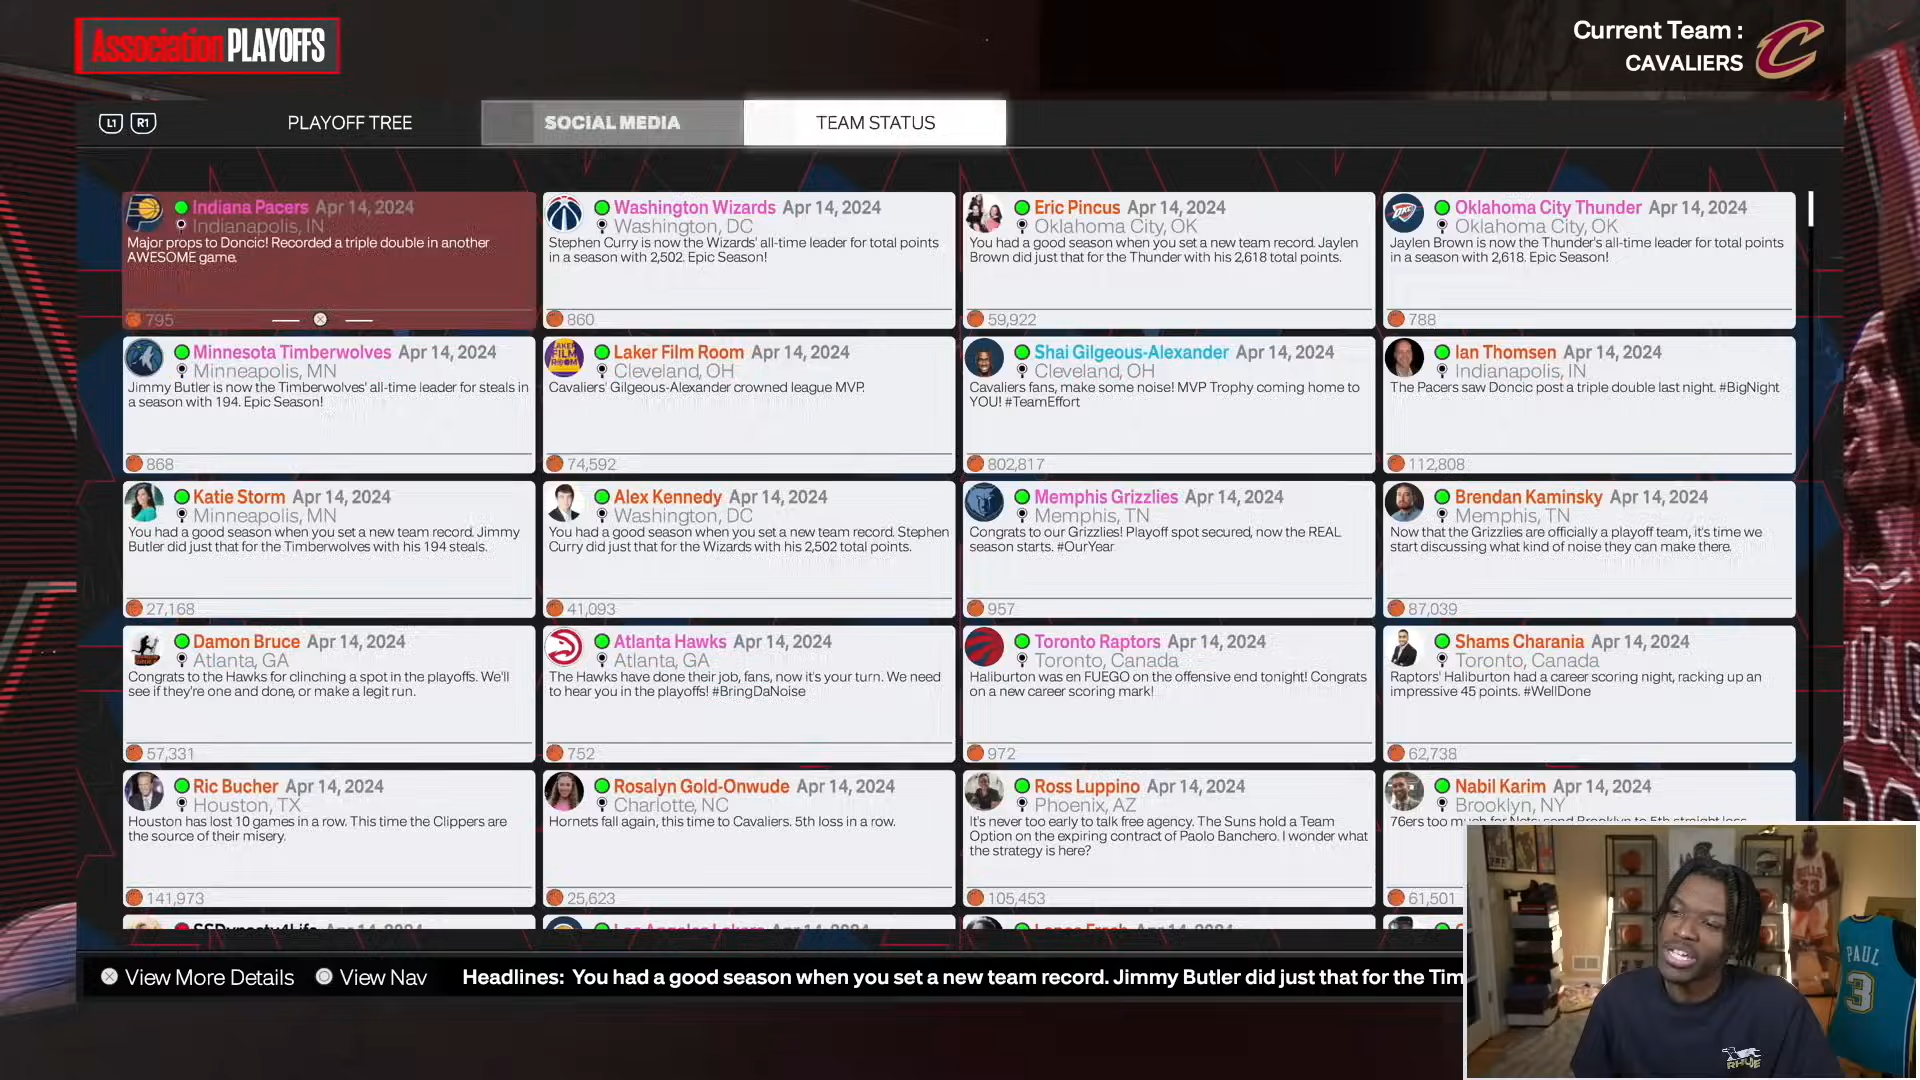 Association PLAYOFFS
Current Team :
CAVALIERS
L1 R1
PLAYOFF TREE
SOCIAL MEDIA
TEAM STATUS
Indiana Pacers Apr 14, 2024
Indianapolis, IN
Major props to Doncic! Recorded a triple double in another
AWESOME game.
795
Washington Wizards Apr 14, 2024
Washington, DC
Stephen Curry is now the Wizards' all-time leader for total points
in a season with 2,502. Epic Season!
860
Eric Pincus Apr 14, 2024
Oklahoma City, OK
You had a good season when you set a new team record. Jaylen
Brown did just that for the Thunder with his 2,618 total points.
59,922
Oklahoma City Thunder Apr 14, 2024
Oklahoma City, OK
Jaylen Brown is now the Thunder's all-time leader for total points
in a season with 2,618. Epic Season!
788
Minnesota Timberwolves Apr 14, 2024
Minneapolis, MN
Jimmy Butler is now the Timberwolves' all-time leader for steals in
a season with 194. Epic Season!
868
LAKER FILM ROOM
Laker Film Room Apr 14, 2024
Cleveland, OH
Cavaliers' Gilgeous-Alexander crowned league MVP.
74,592
Shai Gilgeous-Alexander Apr 14, 2024
Cleveland, OH
Cavaliers fans, make some noise! MVP Trophy coming home to
YOU! #TeamEffort
802,817
Ian Thomsen Apr 14, 2024
Indianapolis, IN
The Pacers saw Doncic post a triple double last night. #BigNight
112,808
Katie Storm Apr 14, 2024
Minneapolis, MN
You had a good season when you set a new team record. Jimmy
Butler did just that for the Timberwolves with his 194 steals.
27,168
Alex Kennedy Apr 14, 2024
Washington, DC
You had a good season when you set a new team record. Stephen
Curry did just that for the Wizards with his 2,502 total points.
41,093
Memphis Grizzlies Apr 14, 2024
Memphis, TN
Congrats to our Grizzlies! Playoff spot secured, now the REAL
season starts. #OurYear
957
Brendan Kaminsky Apr 14, 2024
Memphis, TN
Now that the Grizzlies are officially a playoff team, it's time we
start discussing what kind of noise they can make there.
87,039
Damon Bruce Apr 14, 2024
Atlanta, GA
Congrats to the Hawks for clinching a spot in the playoffs. We'll
see if they're one and done, or make a legit run.
57,331
Atlanta Hawks Apr 14, 2024
Atlanta, GA
The Hawks have done their job, fans, now it's your turn. We need
to hear you in the playoffs! #BringDaNoise
752
Toronto Raptors Apr 14, 2024
Toronto, Canada
Haliburton was en FUEGO on the offensive end tonight! Congrats
on a new career scoring mark!
972
Shams Charania Apr 14, 2024
Toronto, Canada
Raptors' Haliburton had a career scoring night, racking up an
impressive 45 points. #WellDone
62,738
Ric Bucher Apr 14, 2024
Houston, TX
Houston has lost 10 games in a row. This time the Clippers are
the source of their misery.
141,973
Rosalyn Gold-Onwude Apr 14, 2024
Charlotte, NC
Hornets fall again, this time to Cavaliers. 5th loss in a row.
25,623
Ross Luppino Apr 14, 2024
Phoenix, AZ
It's never too early to talk free agency. The Suns hold a Team
Option on the expiring contract of Paolo Banchero. I wonder what
the strategy is here?
105,453
Nabil Karim Apr 14, 2024
Brooklyn, NY
76ers too much for Nets; send Brooklyn to 5th straight loss.
61,501
SSDynasty4Life Apr 14, 2024
Los Angeles Lakers Apr 14, 2024
Apr 14, 2024
View More Details
View Nav
Headlines: You had a good season when you set a new team record. Jimmy Butler did just that for the Tim
PAUL
3
RHUE